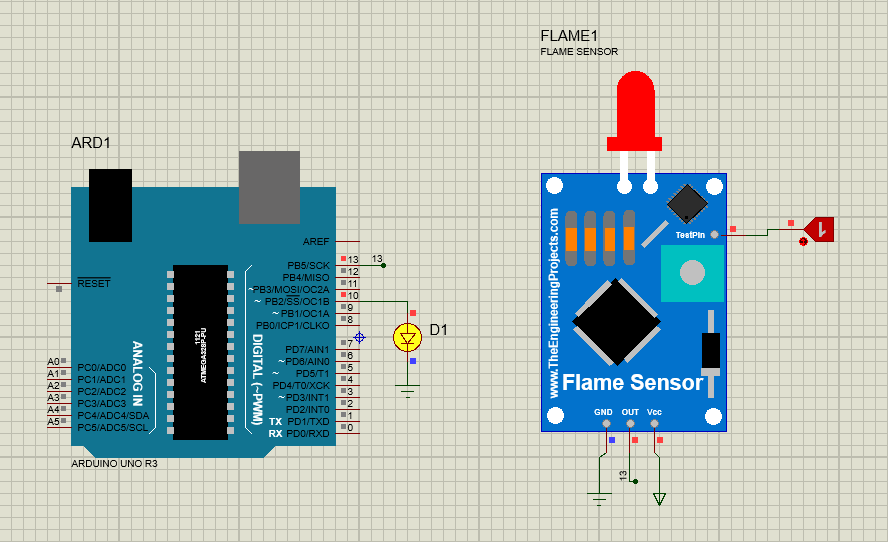 FLAME1
FLAME SENSOR
ARD1
AREF
RESET
PB5/SCK 13 13
PB4/MISO 12
~PB3/MOSI/OC2A 11
~ PB2/SS/OC1B 10
~ PB1/OC1A 9
PB0/ICP1/CLKO 8
PD7/AIN1 7
~ PD6/AIN0 6
~ PD5/T1 5
PD4/T0/XCK 4
~ PD3/INT1 3
PD2/INT0 2
TX PD1/TXD 1
RX PD0/RXD 0
A0 PC0/ADC0
A1 PC1/ADC1
A2 PC2/ADC2
A3 PC3/ADC3
A4 PC4/ADC4/SDA
A5 PC5/ADC5/SCL
ANALOG IN
1121
ATMEGA328P-PU
DIGITAL (~PWM)
ARDUINO UNO R3
D1
www.TheEngineeringProjects.com
TestPin
1
Flame Sensor
GND OUT Vcc
13